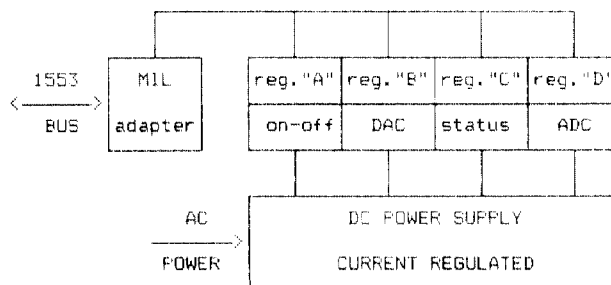 1553 MIL reg."A" reg."B" reg."C" reg."D"
BUS adapter on-off DAC status ADC
AC DC POWER SUPPLY
POWER CURRENT REGULATED